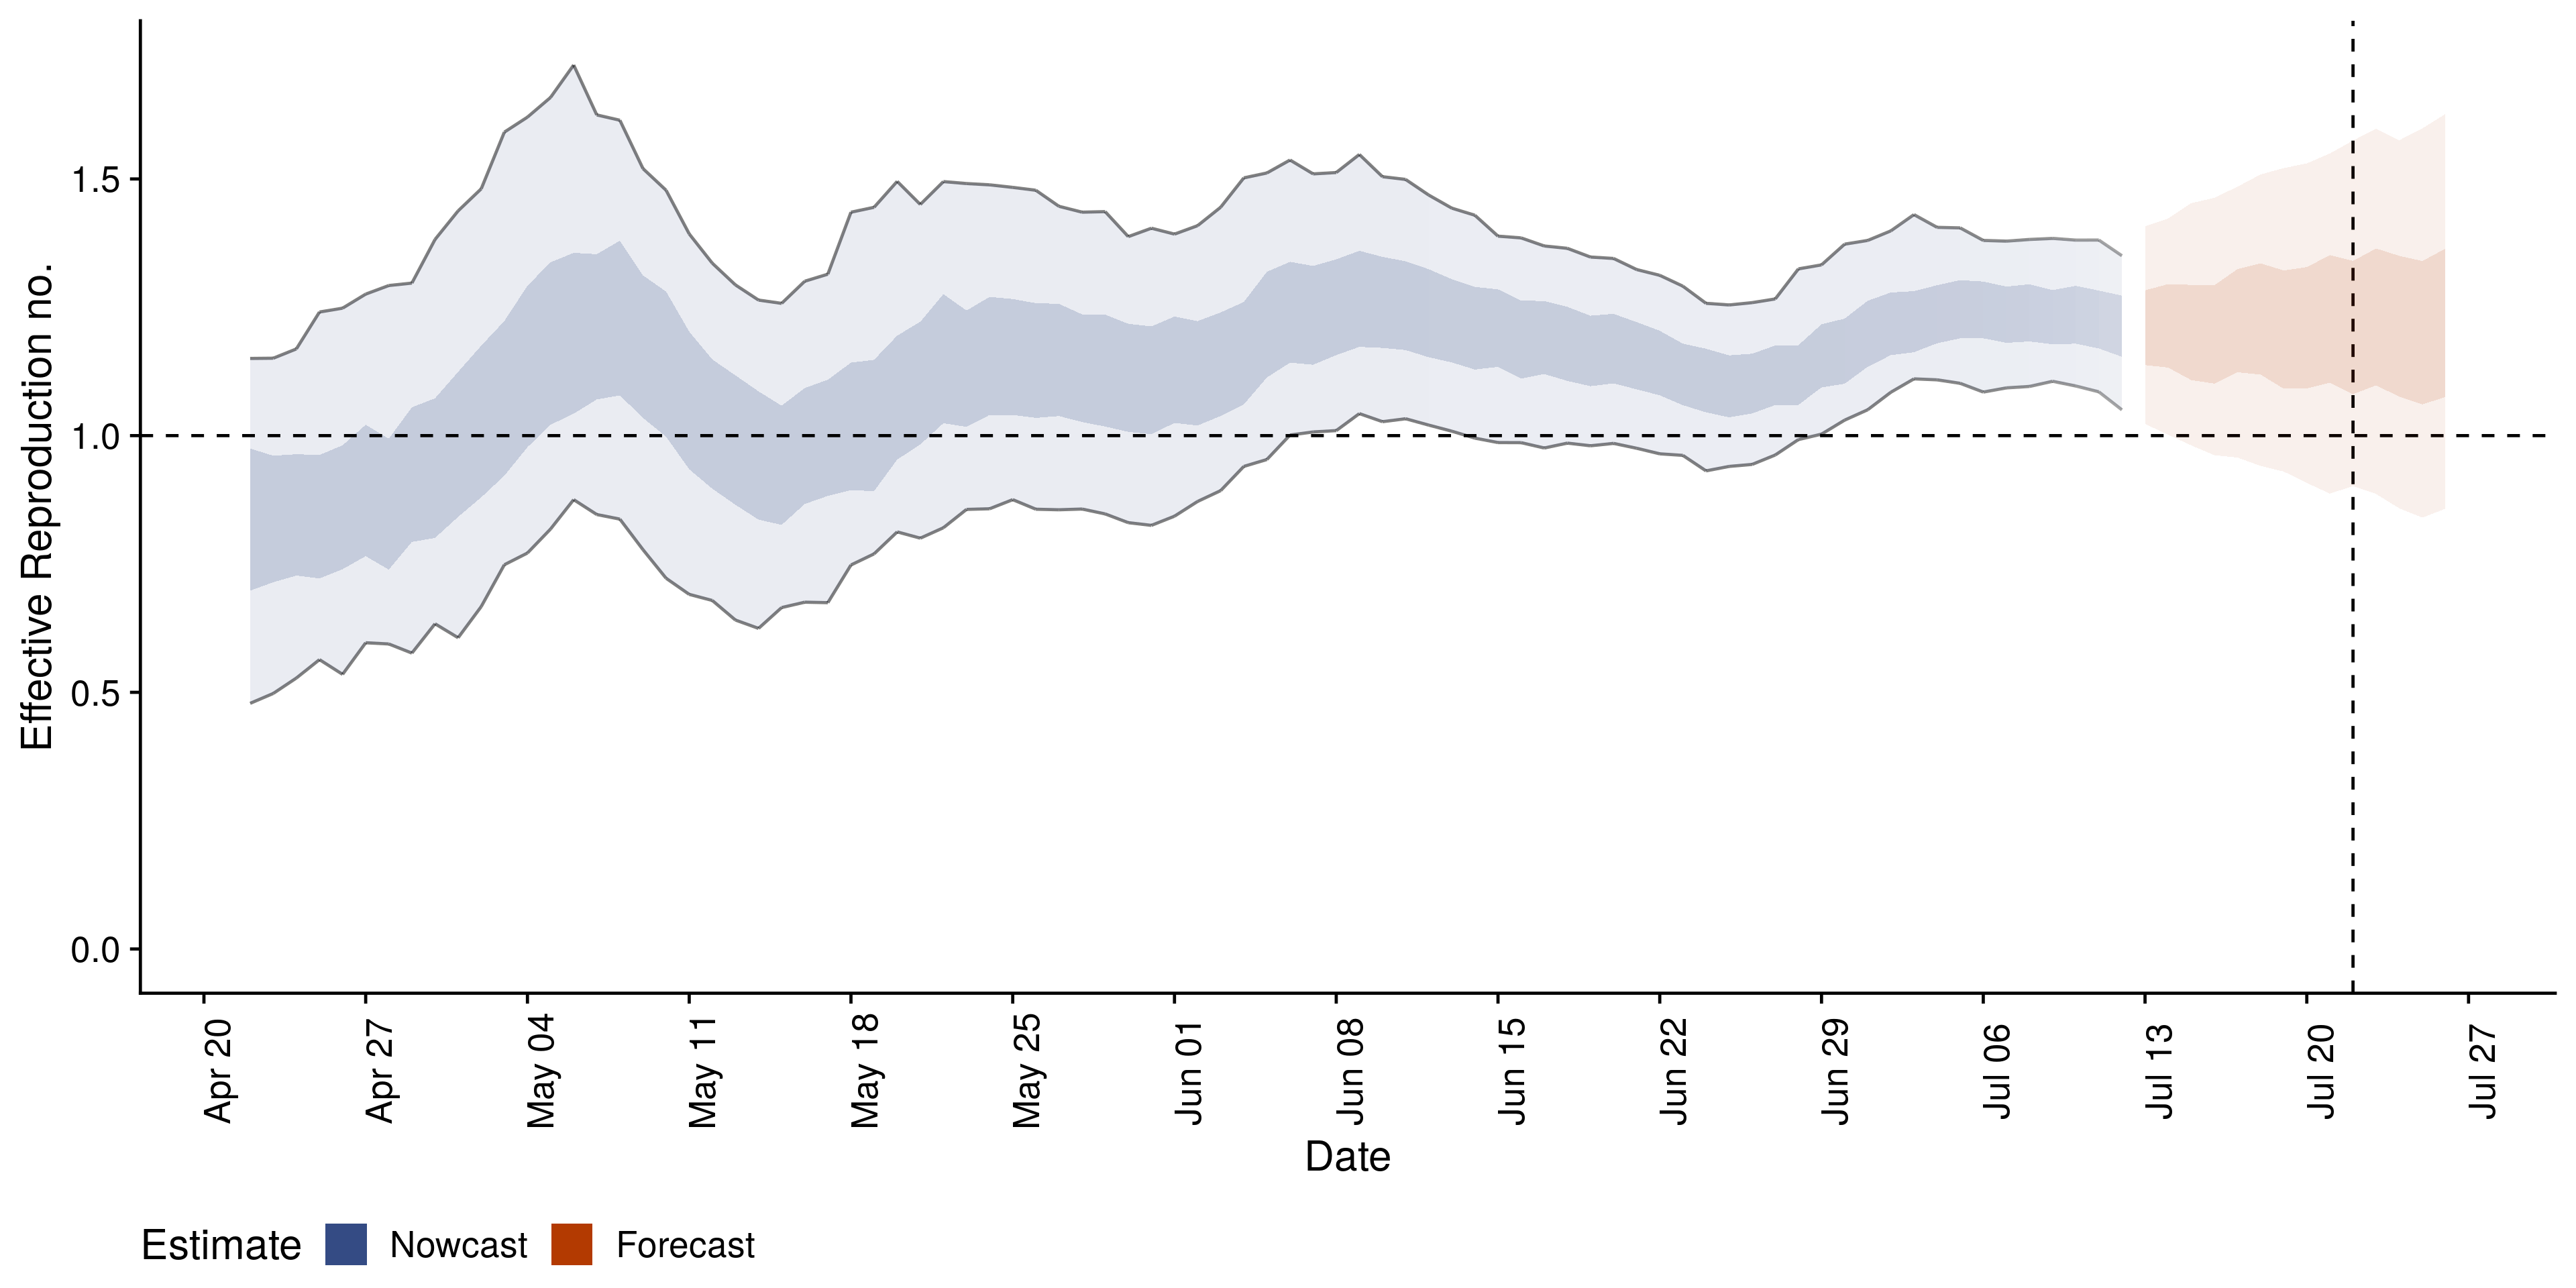 Effective Reproduction no.
1.5
1.0
0.5
0.0
Apr 20
Apr 27
May 04
May 11
May 18
May 25
Jun 01
Jun 08
Jun 15
Jun 22
Jun 29
Jul 06
Jul 13
Jul 20
Jul 27
Date
Estimate Nowcast Forecast